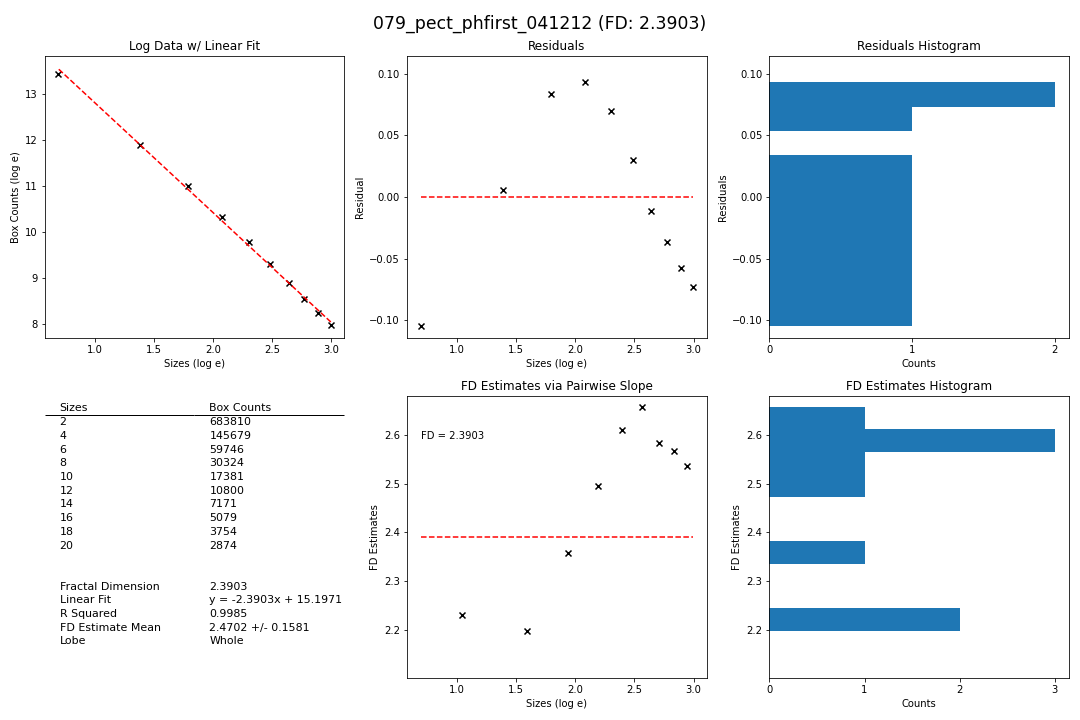 079_pect_phfirst_041212 (FD: 2.3903)
Log Data w/ Linear Fit
Box Counts (log e)
13
12
11
10
9
8
1.0 1.5 2.0 2.5 3.0
Sizes (log e)
Residuals
Residual
0.10
0.05
0.00
−0.05
−0.10
1.0 1.5 2.0 2.5 3.0
Sizes (log e)
Residuals Histogram
Residuals
0.10
0.05
0.00
−0.05
−0.10
0 1 2
Counts
Sizes Box Counts
2 683810
4 145679
6 59746
8 30324
10 17381
12 10800
14 7171
16 5079
18 3754
20 2874
Fractal Dimension 2.3903
Linear Fit y = -2.3903x + 15.1971
R Squared 0.9985
FD Estimate Mean 2.4702 +/- 0.1581
Lobe Whole
FD Estimates via Pairwise Slope
FD Estimates
2.6
2.5
2.4
2.3
2.2
FD = 2.3903
1.0 1.5 2.0 2.5 3.0
Sizes (log e)
FD Estimates Histogram
FD Estimates
2.6
2.5
2.4
2.3
2.2
0 1 2 3
Counts